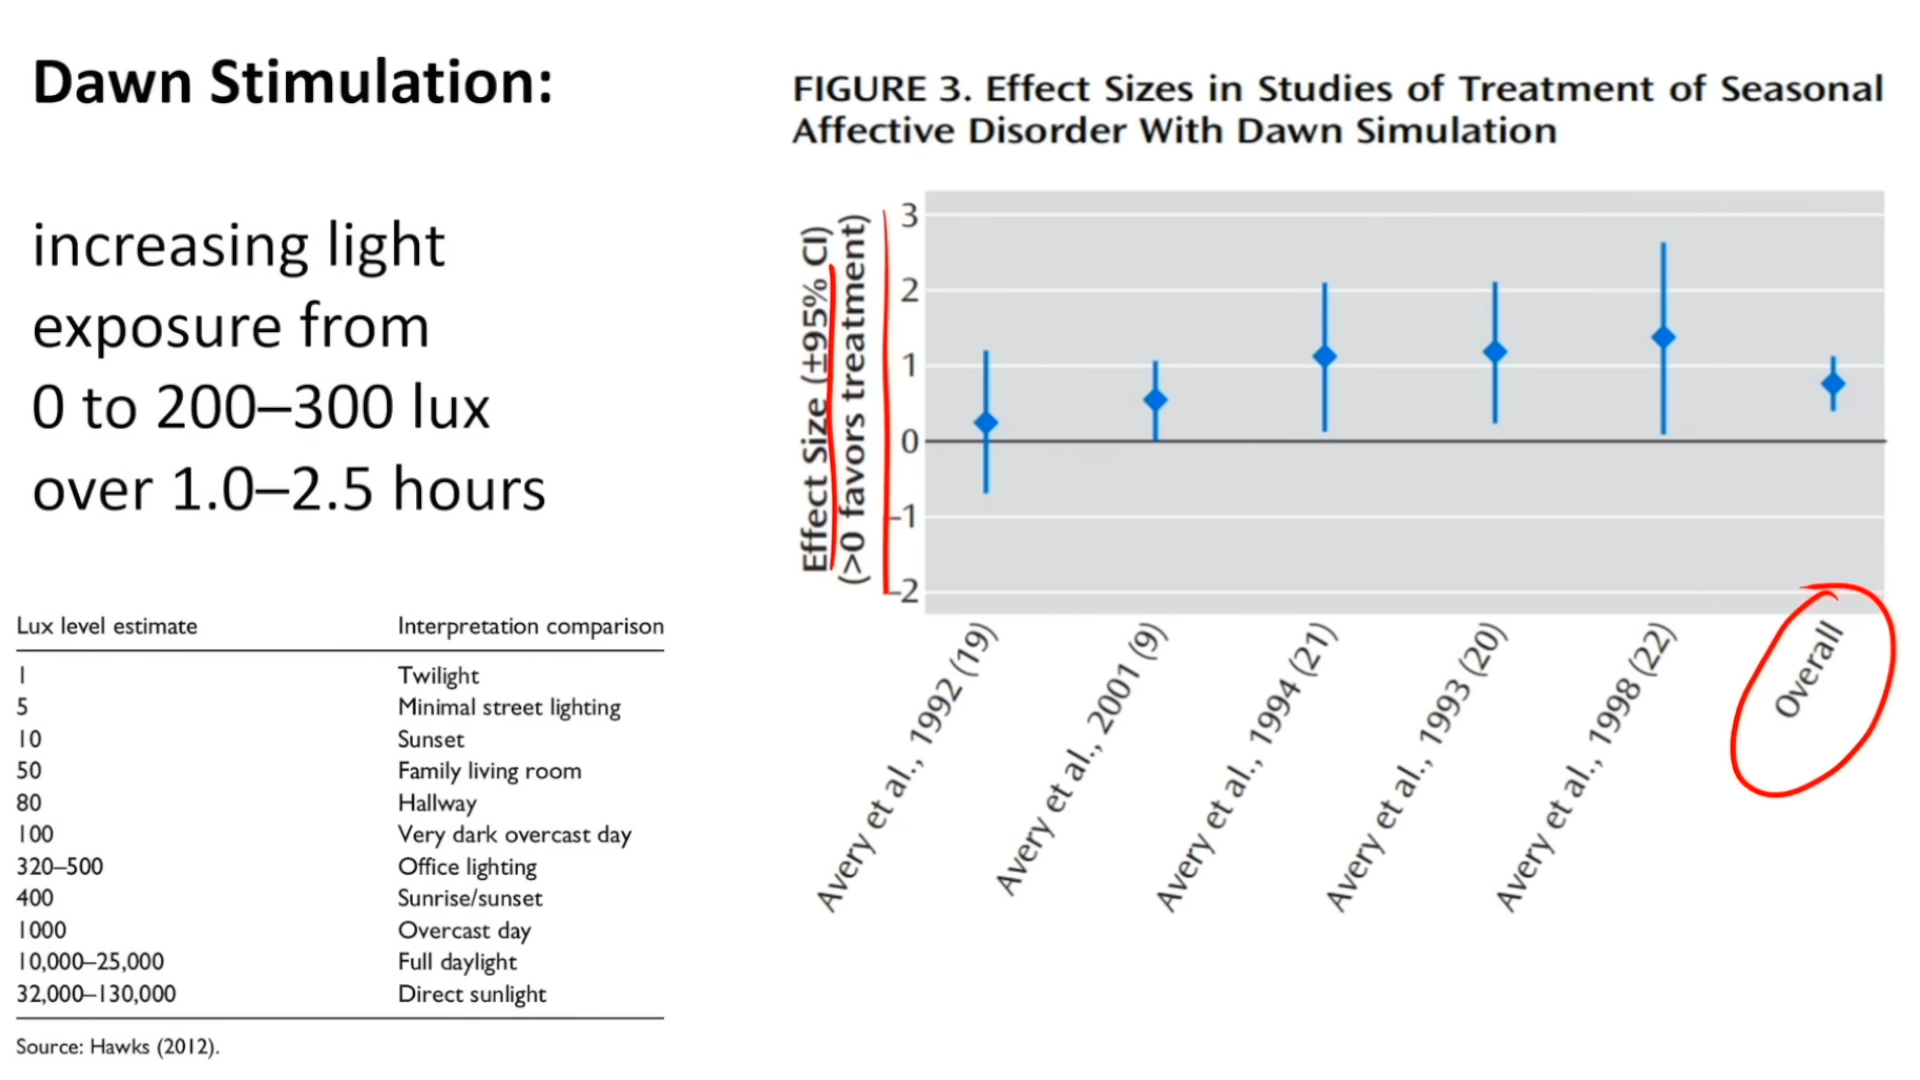 Dawn Stimulation:
increasing light
exposure from
0 to 200–300 lux
over 1.0–2.5 hours
Lux level estimate Interpretation comparison
1 Twilight
5 Minimal street lighting
10 Sunset
50 Family living room
80 Hallway
100 Very dark overcast day
320–500 Office lighting
400 Sunrise/sunset
1000 Overcast day
10,000–25,000 Full daylight
32,000–130,000 Direct sunlight
Source: Hawks (2012).
FIGURE 3. Effect Sizes in Studies of Treatment of Seasonal
Affective Disorder With Dawn Simulation
Effect Size (±95% CI)
(>0 favors treatment)
3
2
1
0
–1
–2
Avery et al., 1992 (19)
Avery et al., 2001 (9)
Avery et al., 1994 (21)
Avery et al., 1993 (20)
Avery et al., 1998 (22)
Overall